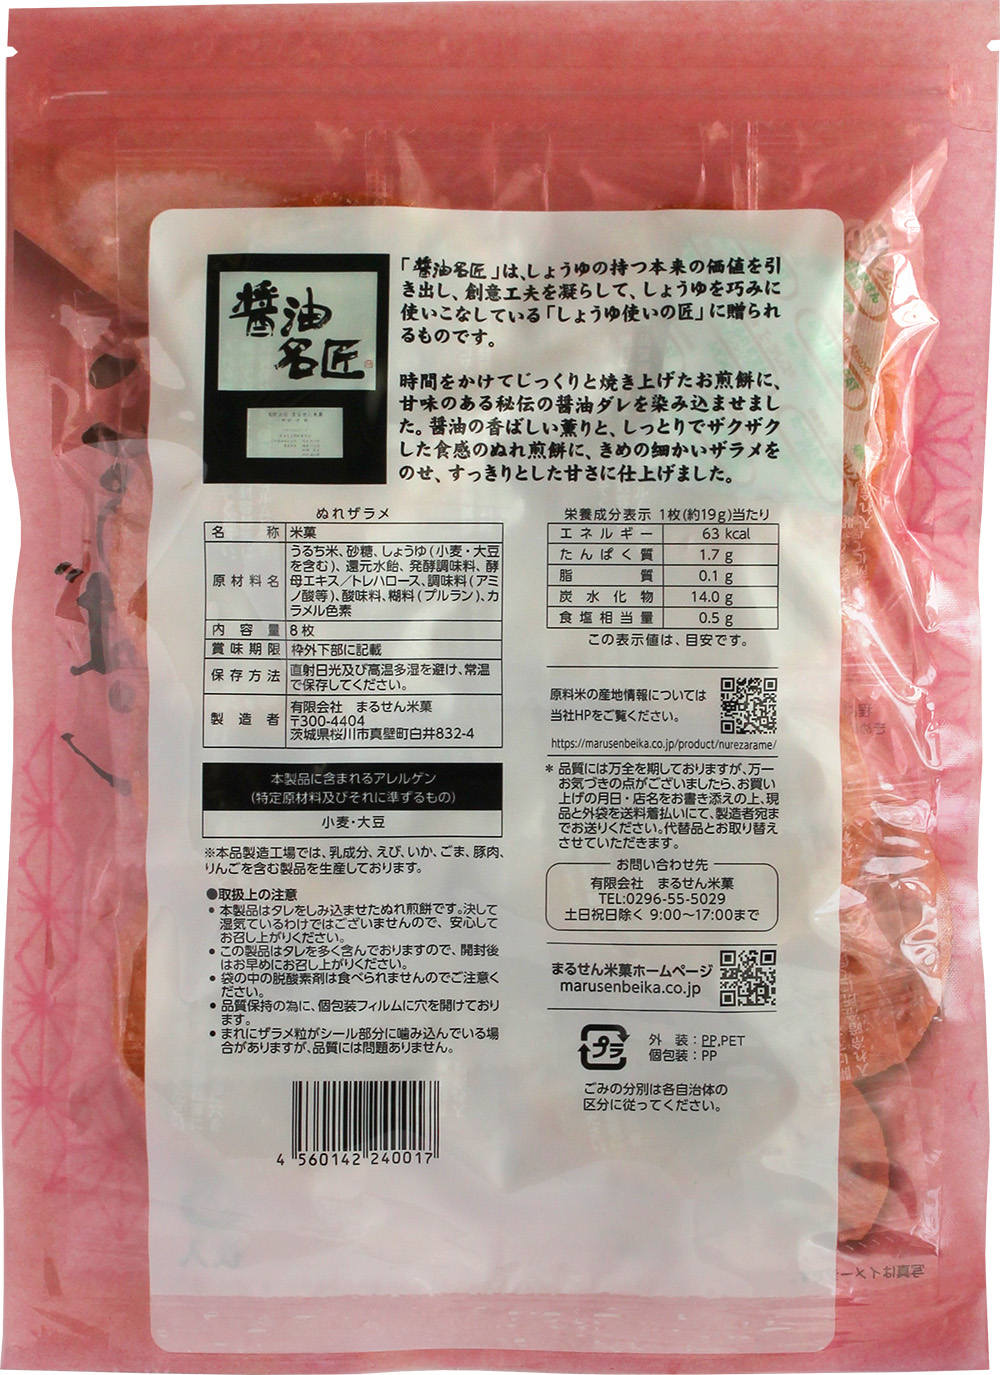 醤油
名匠
「醤油名匠」は、しょうゆの持つ本来の価値を引
き出し、創意工夫を凝らして、しょうゆを巧みに
使いこなしている「しょうゆ使いの匠」に贈られ
るものです。
時間をかけてじっくりと焼き上げたお煎餅に、
甘味のある秘伝の醤油ダレを染み込ませまし
た。醤油の香ばしい薫りと、しっとりでザクザク
した食感のぬれ煎餅に、きめの細かいザラメを
のせ、すっきりとした甘さに仕上げました。
ぬれザラメ
名称 米菓
原材料名 うるち米、砂糖、しょうゆ(小麦・大豆
を含む)、還元水飴、発酵調味料、酵
母エキス/トレハロース、調味料(アミ
ノ酸等)、酸味料、糊料(プルラン)、カ
ラメル色素
内容量 8枚
賞味期限 枠外下部に記載
保存方法 直射日光及び高温多湿を避け、常温
で保存してください。
製造者 有限会社 まるせん米菓
〒300-4404
茨城県桜川市真壁町白井832-4
本製品に含まれるアレルゲン
(特定原材料及びそれに準ずるもの)
小麦・大豆
※本品製造工場では、乳成分、えび、いか、ごま、豚肉、
りんごを含む製品を生産しております。
●取扱上の注意
• 本製品はタレをしみ込ませたぬれ煎餅です。決して
湿気ているわけではございませんので、安心して
お召し上がりください。
• この製品はタレを多く含んでおりますので、開封後
はお早めにお召し上がりください。
• 袋の中の脱酸素剤は食べられませんのでご注意く
ださい。
• 品質保持の為に、個包装フィルムに穴を開けており
ます。
• まれにザラメ粒がシール部分に噛み込んでいる場
合がありますが、品質には問題ありません。
4 560142 240017
栄養成分表示 1枚(約19g)当たり
エネルギー 63 kcal
たんぱく質 1.7 g
脂質 0.1 g
炭水化物 14.0 g
食塩相当量 0.5 g
この表示値は、目安です。
原料米の産地情報については
当社HPをご覧ください。
https://marusenbeika.co.jp/product/nurezarame/
* 品質には万全を期しておりますが、万一
お気づきの点がございましたら、お買い
上げの月日・店名をお書き添えの上、現
品と外袋を送料着払いにて、製造者宛ま
でお送りください。代替品とお取り替え
させていただきます。
お問い合わせ先
有限会社 まるせん米菓
TEL:0296-55-5029
土日祝日除く 9:00〜17:00まで
まるせん米菓ホームページ
marusenbeika.co.jp
プラ
外装:PP,PET
個包装:PP
ごみの分別は各自治体の
区分に従ってください。